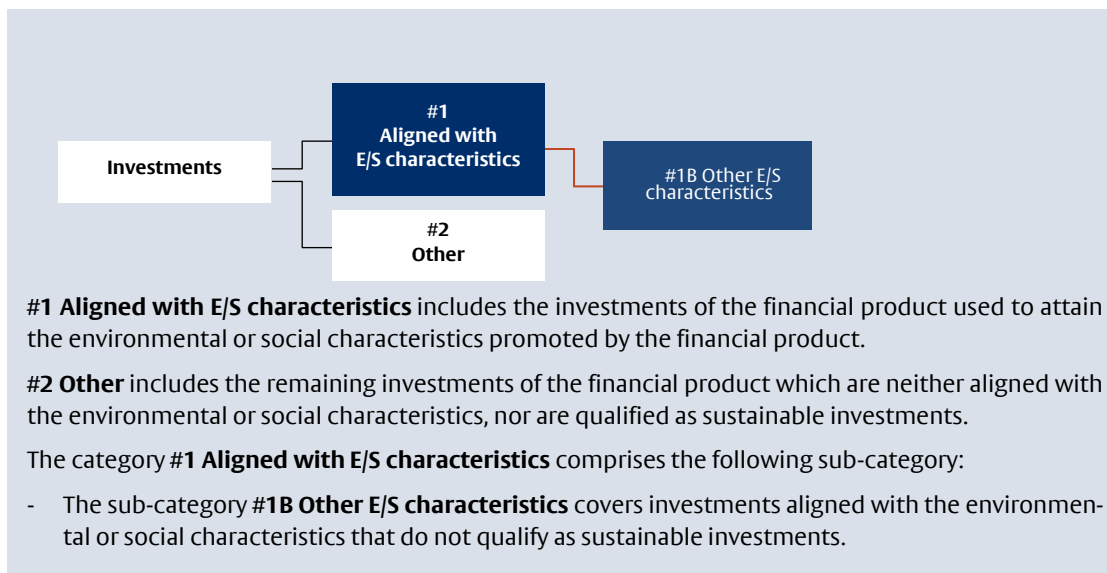 #1
Aligned with
E/S characteristics
Investments
#1B Other E/S
characteristics
#2
Other
#1 Aligned with E/S characteristics includes the investments of the financial product used to attain
the environmental or social characteristics promoted by the financial product.
#2 Other includes the remaining investments of the financial product which are neither aligned with
the environmental or social characteristics, nor are qualified as sustainable investments.
The category #1 Aligned with E/S characteristics comprises the following sub-category:
- The sub-category #1B Other E/S characteristics covers investments aligned with the environmen-
tal or social characteristics that do not qualify as sustainable investments.